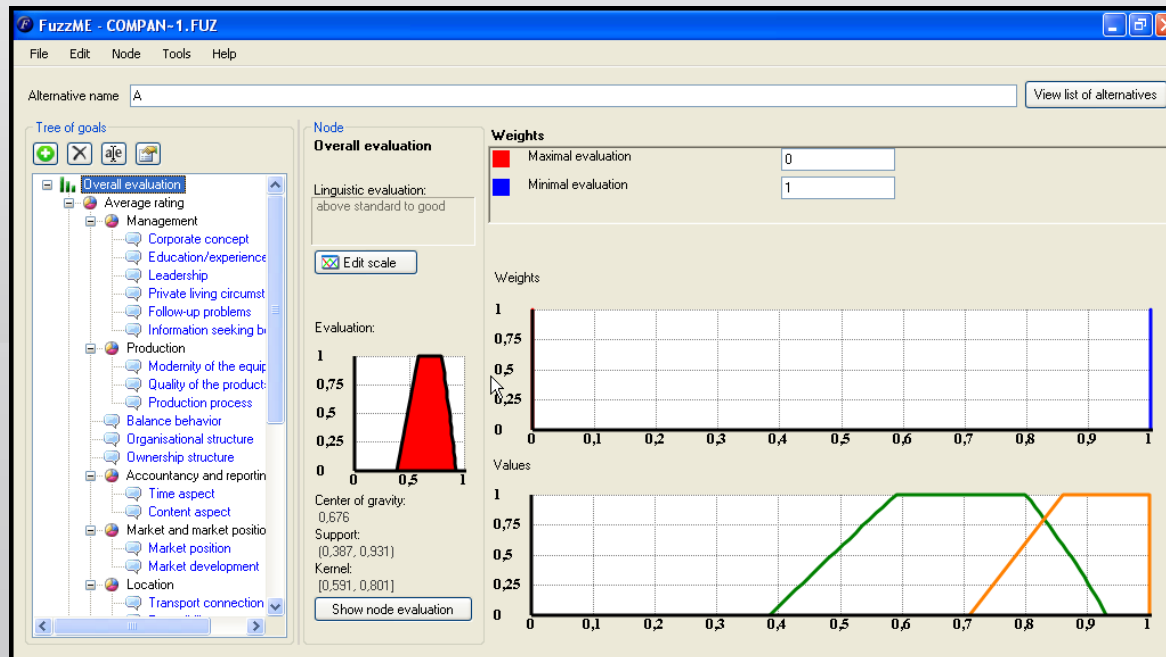 FuzzME - COMPAN~1.FUZ
File Edit Node Tools Help
Alternative name A View list of alternatives
Tree of goals
Overall evaluation
Average rating
Management
Corporate concept
Education/experience
Leadership
Private living circumst
Follow-up problems
Information seeking b
Production
Modernity of the equip
Quality of the product
Production process
Balance behavior
Organisational structure
Ownership structure
Accountancy and reportin
Time aspect
Content aspect
Market and market positio
Market position
Market development
Location
Transport connection
Node
Overall evaluation
Linguistic evaluation:
above standard to good
Edit scale
Evaluation:
1
0,75
0,5
0,25
0
0 0,5 1
Center of gravity:
0,676
Support:
(0,387, 0,931)
Kernel:
[0,591, 0,801]
Show node evaluation
Weights
Maximal evaluation 0
Minimal evaluation 1
Weights
1
0,75
0,5
0,25
0
0 0,1 0,2 0,3 0,4 0,5 0,6 0,7 0,8 0,9 1
Values
1
0,75
0,5
0,25
0
0 0,1 0,2 0,3 0,4 0,5 0,6 0,7 0,8 0,9 1